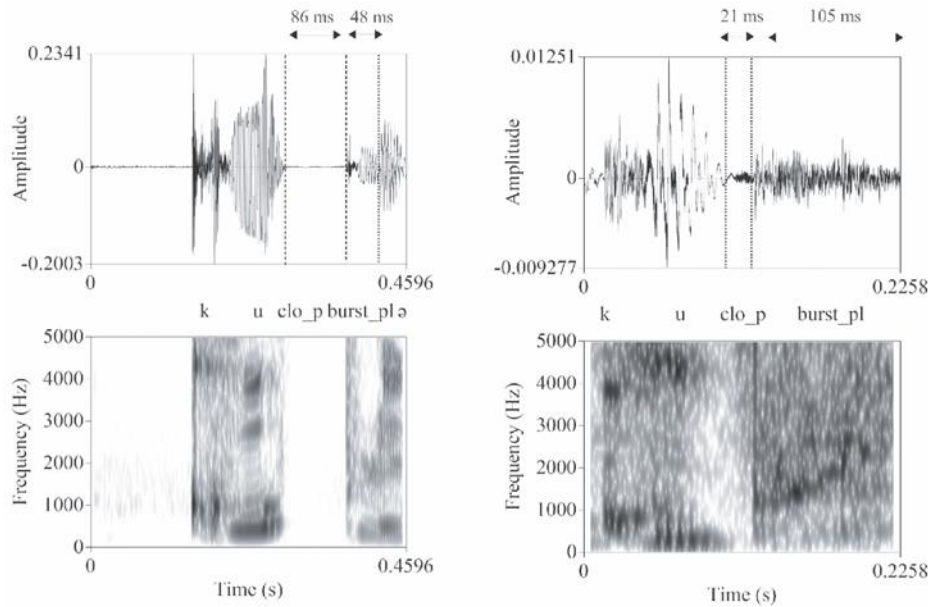 86 ms 48 ms
0.2341
Amplitude
0
-0.2003
0 0.4596
k u clo_p burst_pl ə
5000
4000
3000
2000
1000
0
Frequency (Hz)
0 0.4596
Time (s)
21 ms 105 ms
0.01251
Amplitude
0
-0.009277
0 0.2258
k u clo_p burst_pl
5000
4000
3000
2000
1000
0
Frequency (Hz)
0 0.2258
Time (s)